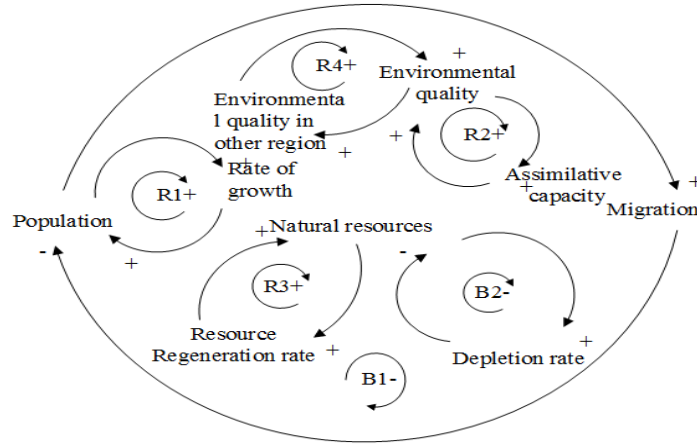 R4+
+
Environmental
quality
Environmenta
l quality in
other region
+
R2+
+
+
Rate of
growth
R1+
Assimilative
+
capacity
+
Migration
Population
-
+
+
Natural resources
-
R3+
B2-
Resource
Regeneration rate
+
Depletion rate
+
B1-